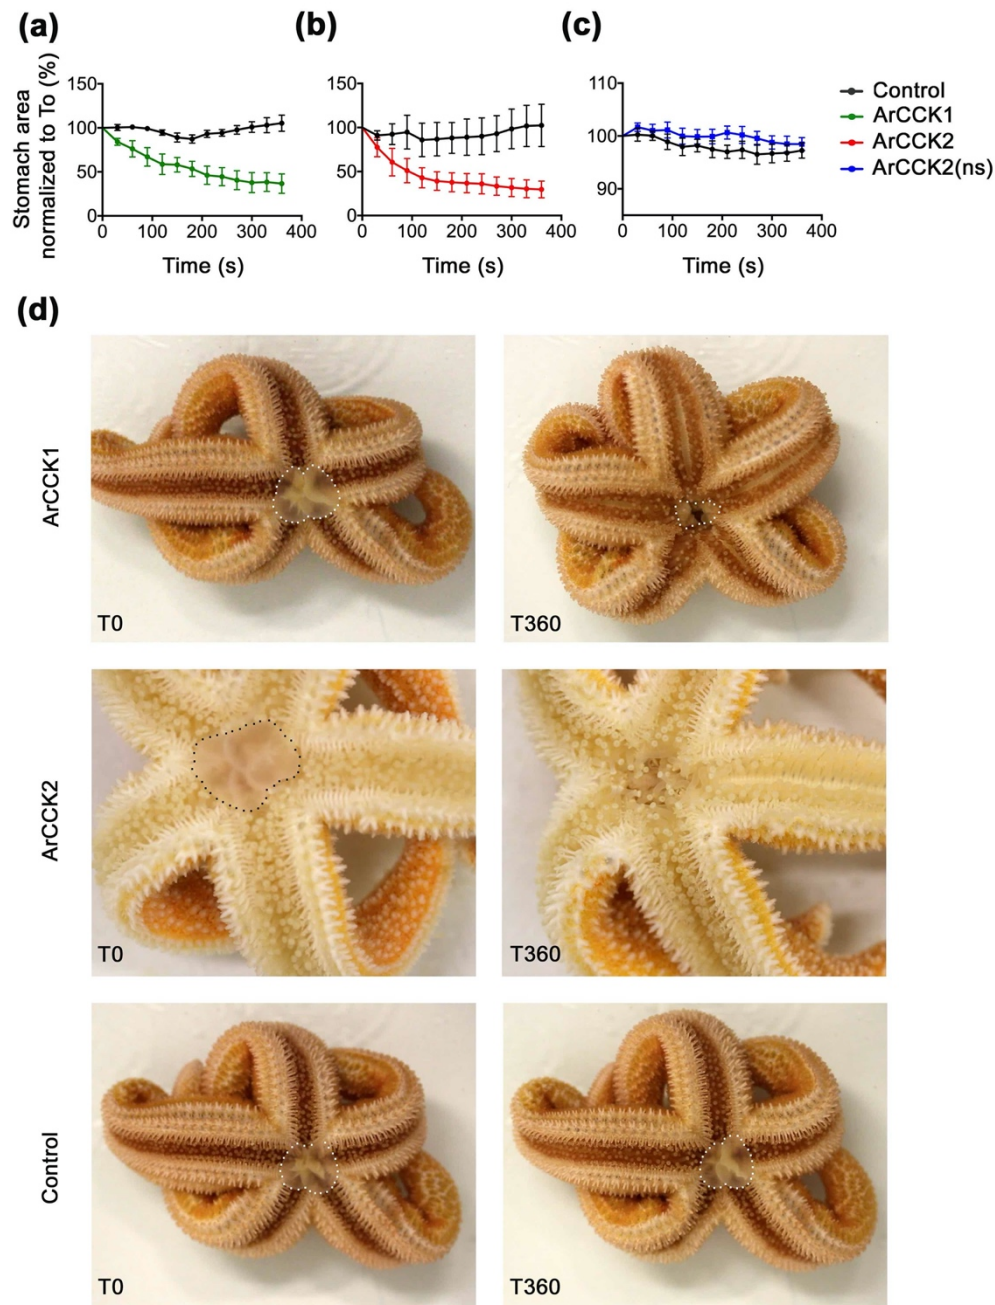 (a)
(b)
(c)
Stomach area
normalized to To (%)
150
100
50
0
0 100 200 300 400
Time (s)
150
100
50
0
0 100 200 300 400
Time (s)
110
100
90
0 100 200 300 400
Time (s)
Control
ArCCK1
ArCCK2
ArCCK2(ns)
(d)
ArCCK1
T0
T360
ArCCK2
T0
T360
Control
T0
T360